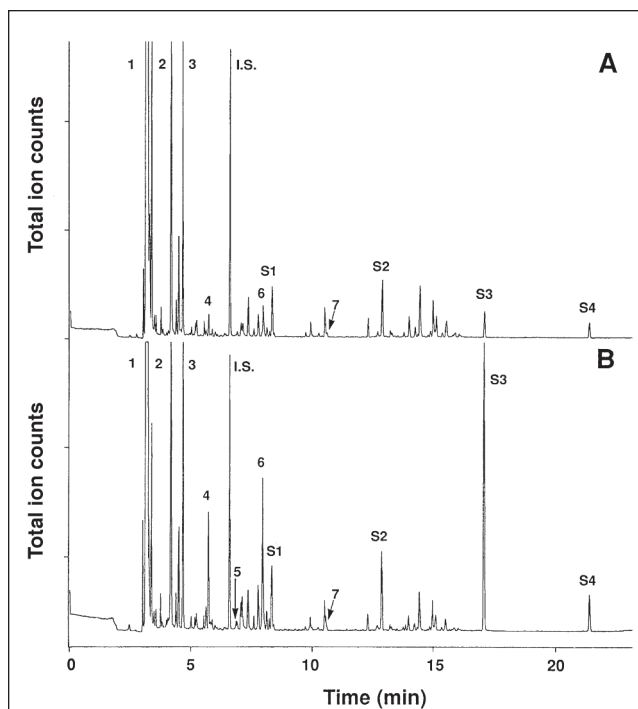 1 2 3 I.S. A
Total ion counts
4 6 S1 7 S2 S3 S4
1 2 3 I.S. B
S3
Total ion counts
4 5 6 S1 7 S2 S4
0 5 10 15 20
Time (min)